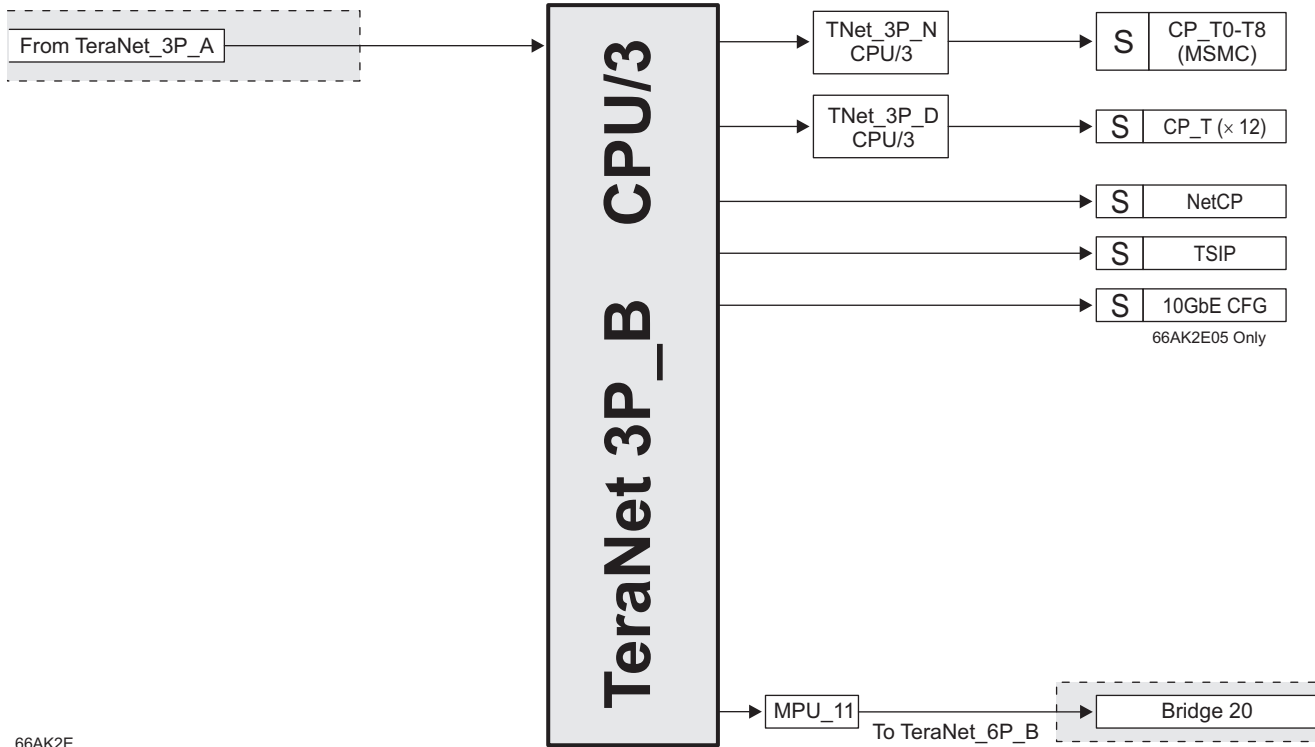 From TeraNet_3P_A
TeraNet 3P_B CPU/3
TNet_3P_N
CPU/3
S
CP_T0-T8
(MSMC)
TNet_3P_D
CPU/3
S
CP_T (× 12)
S
NetCP
S
TSIP
S
10GbE CFG
66AK2E05 Only
MPU_11
To TeraNet_6P_B
Bridge 20
66AK2E